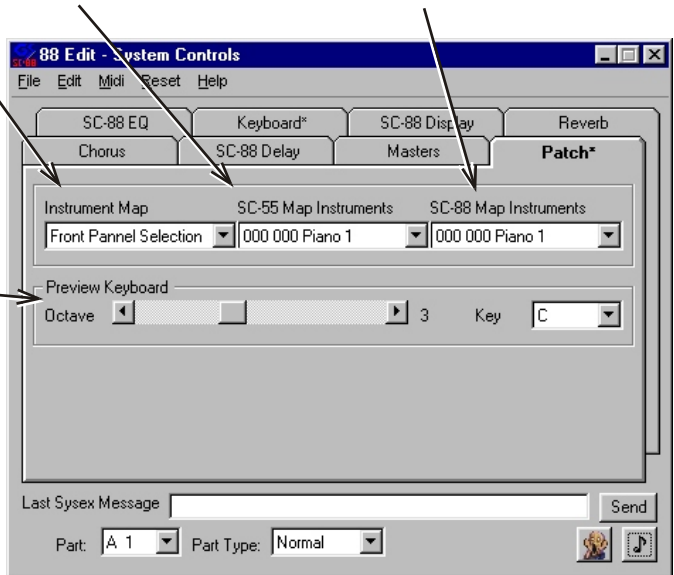 88 Edit - System Controls
File Edit Midi Reset Help
SC-88 EQ Keyboard* SC-88 Display Reverb
Chorus SC-88 Delay Masters Patch*
Instrument Map SC-55 Map Instruments SC-88 Map Instruments
Front Pannel Selection 000 000 Piano 1 000 000 Piano 1
Preview Keyboard
Octave 3 Key C
Last Sysex Message Send
Part: A 1 Part Type: Normal